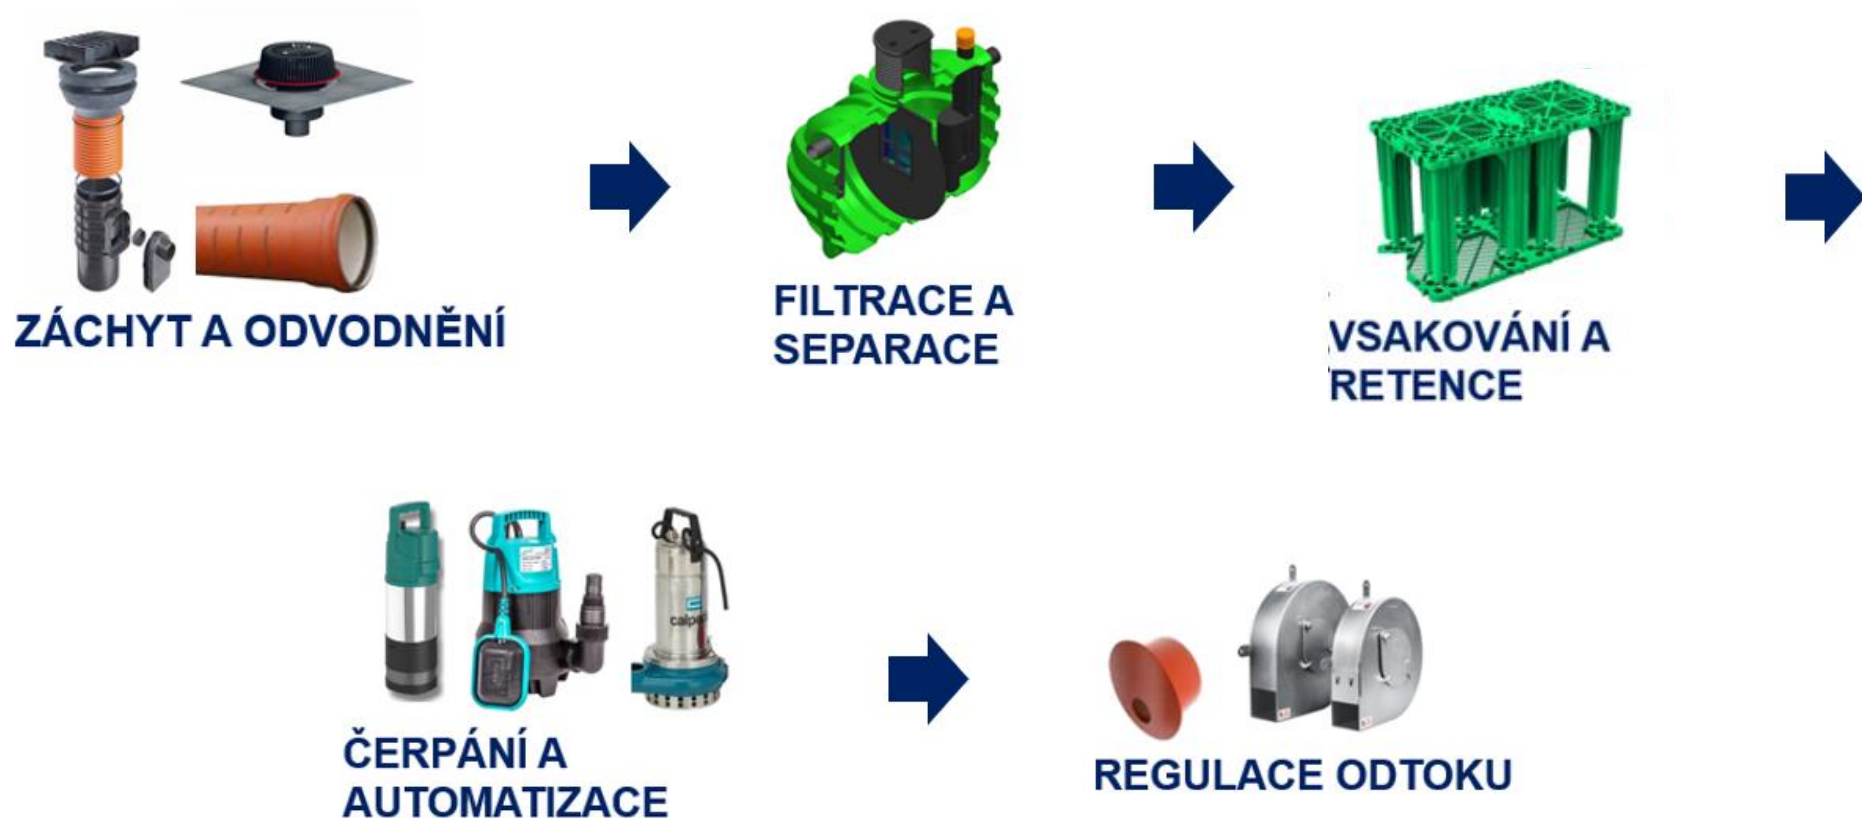 ZÁCHYT A ODVODNĚNÍ
FILTRACE A
SEPARACE
VSAKOVÁNÍ A
RETENCE
ČERPÁNÍ A
AUTOMATIZACE
REGULACE ODTOKU